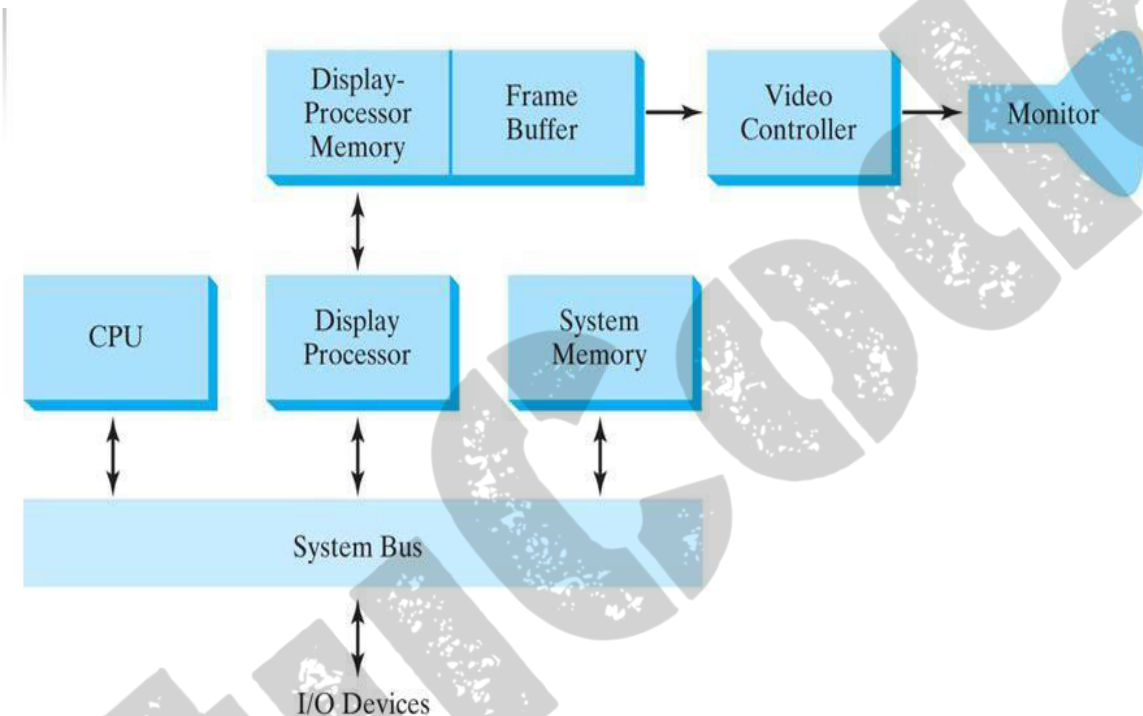 Display-
Processor
Memory
Frame
Buffer
Video
Controller
Monitor
CPU
Display
Processor
System
Memory
System Bus
I/O Devices